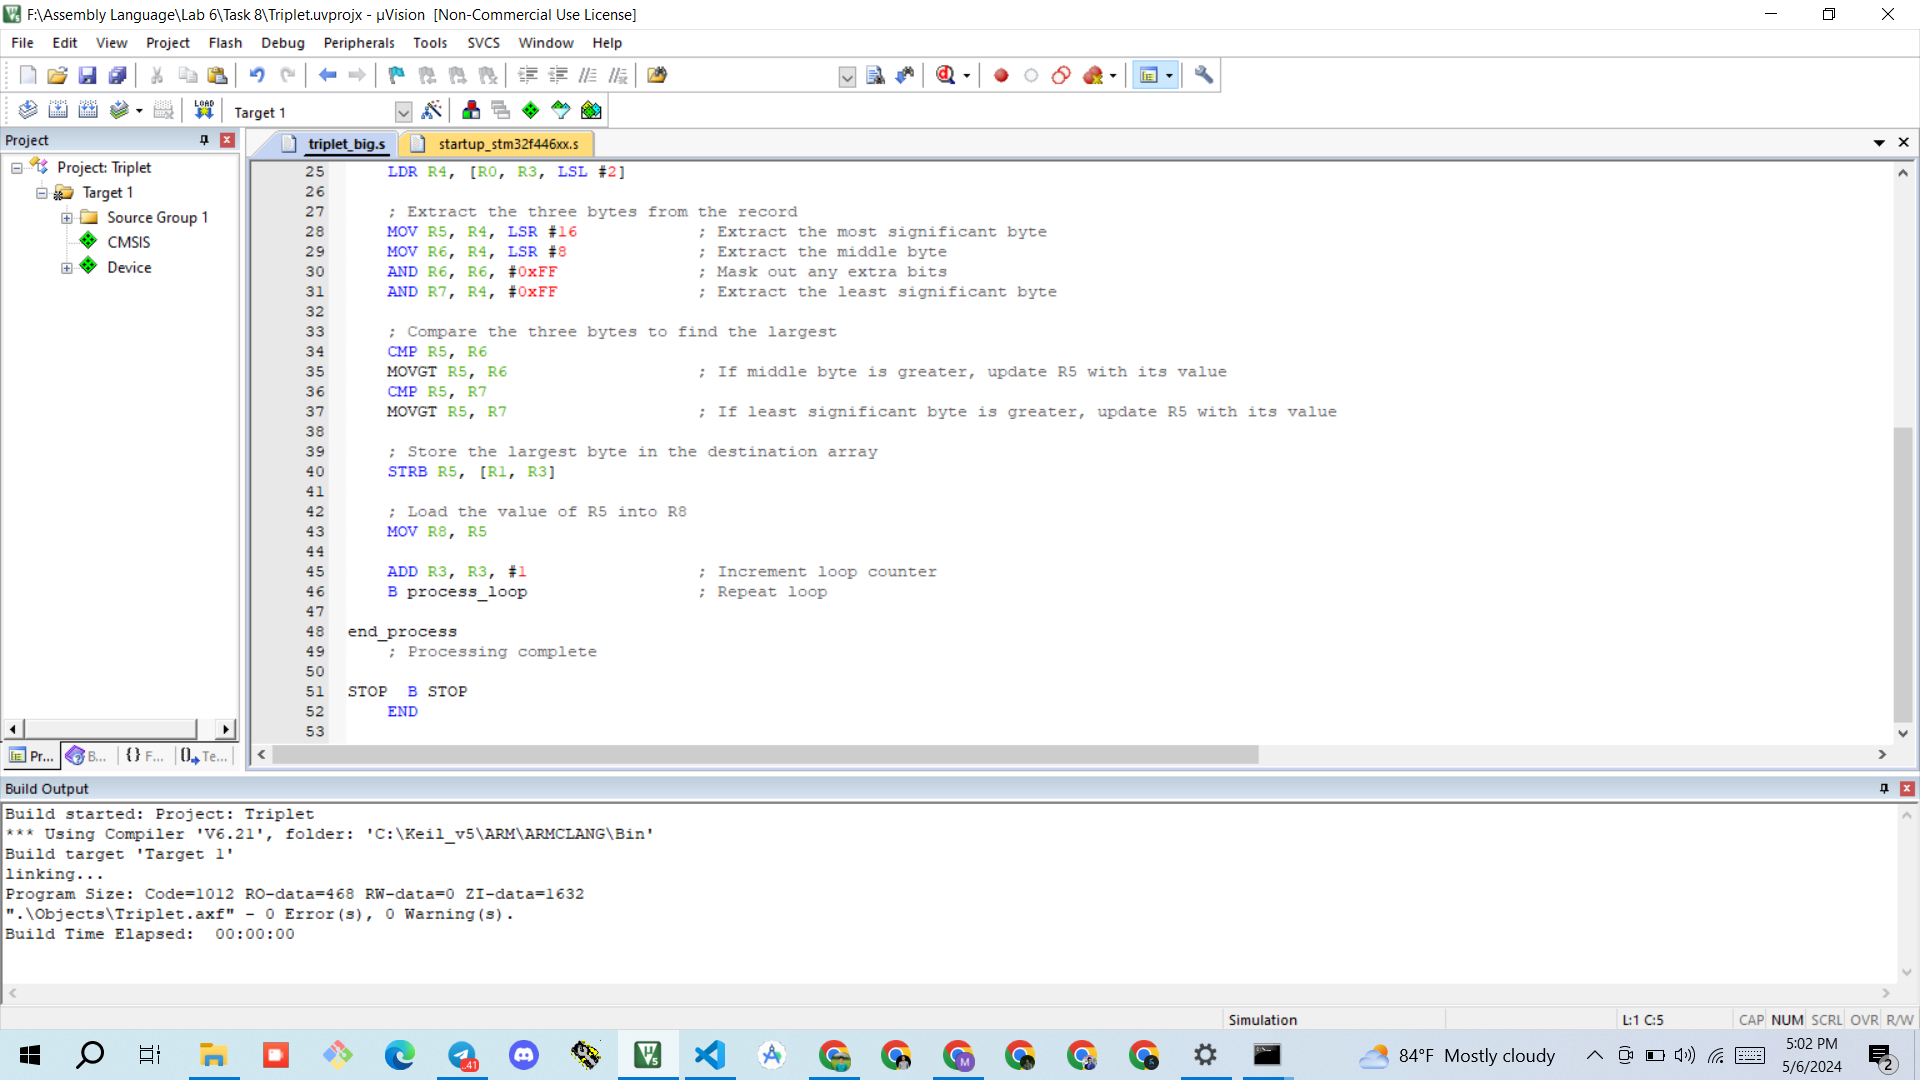 F:\Assembly Language\Lab 6\Task 8\Triplet.uvprojx - µVision  [Non-Commercial Use License]
File Edit View Project Flash Debug Peripherals Tools SVCS Window Help
LOAD
Target 1
Project
Project: Triplet
Target 1
Source Group 1
CMSIS
Device
Pr...
B...
{} F...
Te...
triplet_big.s
startup_stm32f446xx.s
25 LDR R4, [R0, R3, LSL #2]
26
27 ; Extract the three bytes from the record
28 MOV R5, R4, LSR #16 ; Extract the most significant byte
29 MOV R6, R4, LSR #8 ; Extract the middle byte
30 AND R6, R6, #0xFF ; Mask out any extra bits
31 AND R7, R4, #0xFF ; Extract the least significant byte
32
33 ; Compare the three bytes to find the largest
34 CMP R5, R6
35 MOVGT R5, R6 ; If middle byte is greater, update R5 with its value
36 CMP R5, R7
37 MOVGT R5, R7 ; If least significant byte is greater, update R5 with its value
38
39 ; Store the largest byte in the destination array
40 STRB R5, [R1, R3]
41
42 ; Load the value of R5 into R8
43 MOV R8, R5
44
45 ADD R3, R3, #1 ; Increment loop counter
46 B process_loop ; Repeat loop
47
48 end_process
49 ; Processing complete
50
51 STOP B STOP
52 END
53
Build Output
Build started: Project: Triplet
*** Using Compiler 'V6.21', folder: 'C:\Keil_v5\ARM\ARMCLANG\Bin'
Build target 'Target 1'
linking...
Program Size: Code=1012 RO-data=468 RW-data=0 ZI-data=1632
".\Objects\Triplet.axf" - 0 Error(s), 0 Warning(s).
Build Time Elapsed:  00:00:00
Simulation
L:1 C:5
CAP NUM SCRL OVR R/W
..41
M
84°F Mostly cloudy
5:02 PM
5/6/2024
2